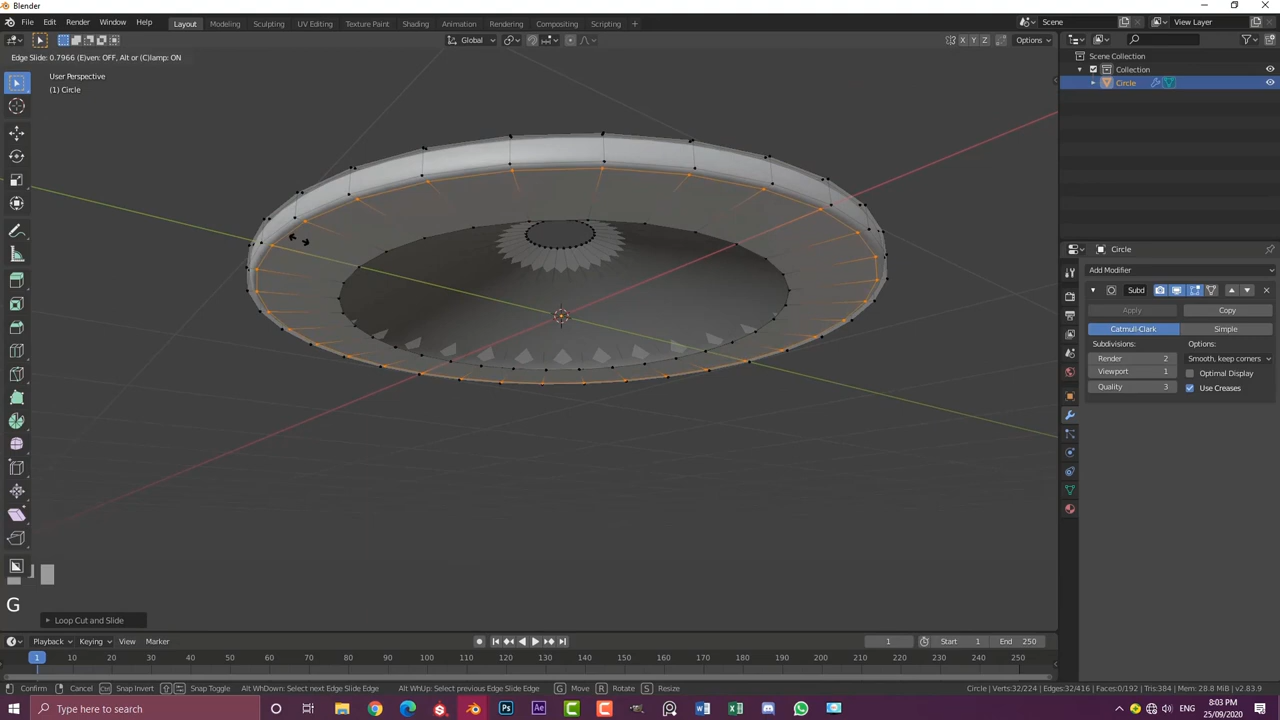 Blender
File Edit Render Window Help Layout Modeling Sculpting UV Editing Texture Paint Shading Animation Rendering Compositing Scripting + Scene View Layer
Global X Y Z Options
Edge Slide: 0.7966 (E)ven: OFF, Alt or (C)lamp: ON
User Perspective
(1) Circle
Scene Collection
Collection
Circle
Circle
Add Modifier
Subd
Apply Copy
Catmull-Clark Simple
Subdivisions: Options:
Render 2 Smooth, keep corners
Viewport 1 Optimal Display
Quality 3 Use Creases
G
Loop Cut and Slide
Playback Keying View Marker 1 Start 1 End 250
1 10 20 30 40 50 60 70 80 90 100 110 120 130 140 150 160 170 180 190 200 210 220 230 240 250
Confirm Cancel Snap Invert Snap Toggle Alt WhDown: Select next Edge Slide Edge Alt WhUp: Select previous Edge Slide Edge G Move R Rotate S Resize Circle | Verts:32/224 | Edges:32/416 | Faces:0/192 | Tris:384 | Mem: 28.8 MiB | v2.83.9
Type here to search ENG 8:03 PM
25/09/2020